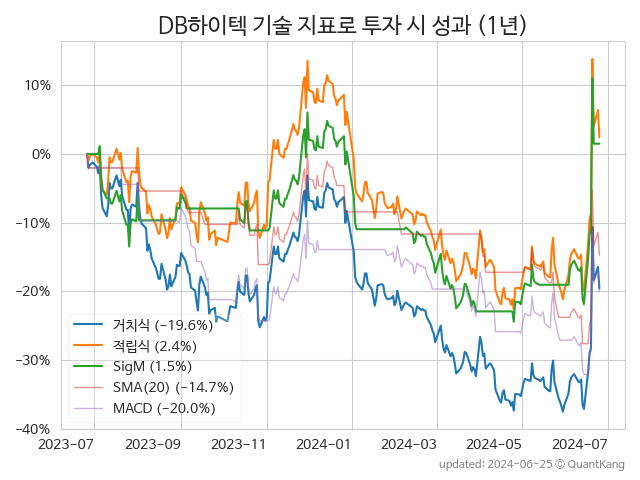 DB하이텍 기술 지표로 투자 시 성과 (1년)
10%
0%
−10%
−20%
−30%
−40%
거치식 (−19.6%)
적립식 (2.4%)
SigM (1.5%)
SMA(20) (−14.7%)
MACD (−20.0%)
2023-07 2023-09 2023-11 2024-01 2024-03 2024-05 2024-07
updated: 2024-06-25 © QuantKang